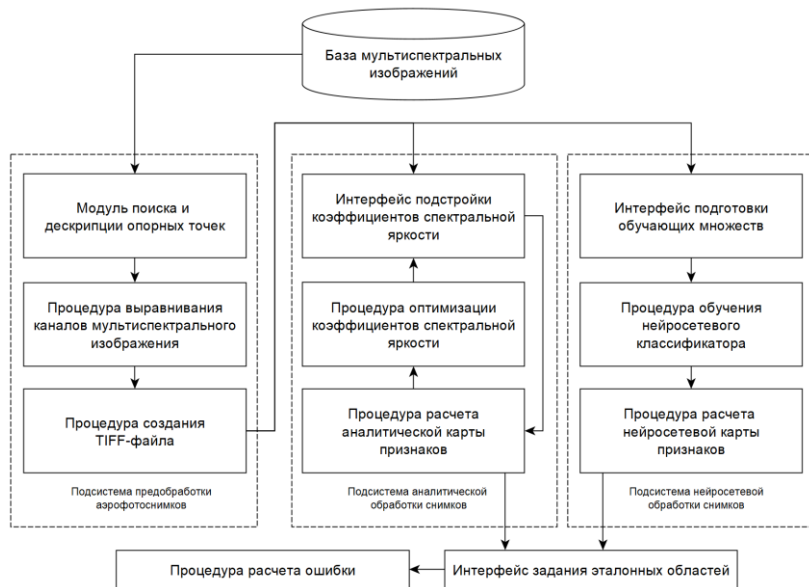 База мультиспектральных
изображений
Модуль поиска и
дескрипции опорных точек
Процедура выравнивания
каналов мультиспектрального
изображения
Процедура создания
TIFF-файла
Подсистема предобработки
аэрофотоснимков
Интерфейс подстройки
коэффициентов спектральной
яркости
Процедура оптимизации
коэффициентов спектральной
яркости
Процедура расчета
аналитической карты
признаков
Подсистема аналитической
обработки снимков
Интерфейс подготовки
обучающих множеств
Процедура обучения
нейросетевого
классификатора
Процедура расчета
нейросетевой карты
признаков
Подсистема нейросетевой
обработки снимков
Процедура расчета ошибки
Интерфейс задания эталонных областей